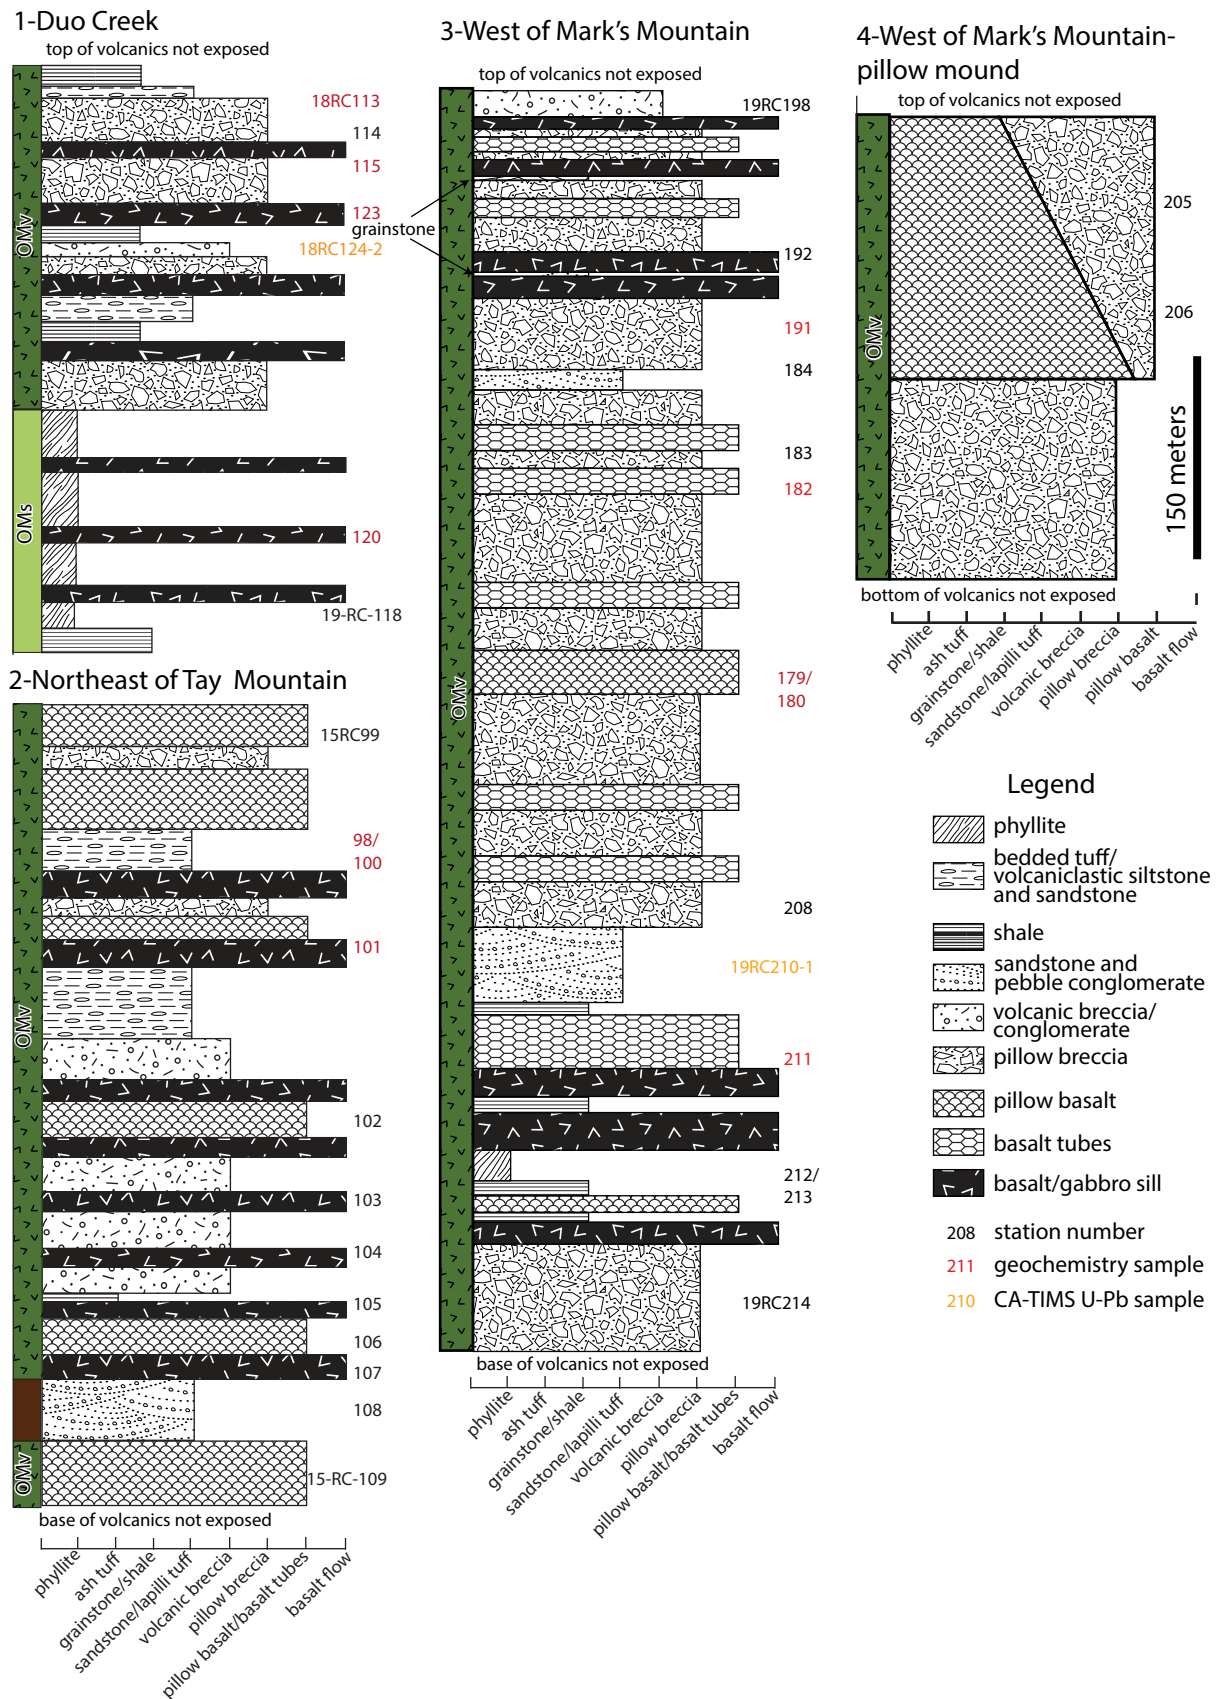 1-Duo Creek
top of volcanics not exposed
18RC113
114
115
123
18RC124-2
OMv
OMs
120
19-RC-118
2-Northeast of Tay Mountain
15RC99
98/
100
101
OMv
102
103
104
105
106
107
108
OMv
15-RC-109
base of volcanics not exposed
phyllite
ash tuff
grainstone/shale
sandstone/lapilli tuff
volcanic breccia
pillow breccia
pillow basalt/basalt tubes
basalt flow
3-West of Mark's Mountain
top of volcanics not exposed
19RC198
grainstone
192
191
184
183
182
OMv
179/
180
208
19RC210-1
211
212/
213
19RC214
base of volcanics not exposed
phyllite
ash tuff
grainstone/shale
sandstone/lapilli tuff
volcanic breccia
pillow breccia
pillow basalt/basalt tubes
basalt flow
4-West of Mark's Mountain-
pillow mound
top of volcanics not exposed
205
206
OMv
150 meters
bottom of volcanics not exposed
phyllite
ash tuff
grainstone/shale
sandstone/lapilli tuff
volcanic breccia
pillow breccia
pillow basalt
basalt flow
Legend
phyllite
bedded tuff/
volcaniclastic siltstone
and sandstone
shale
sandstone and
pebble conglomerate
volcanic breccia/
conglomerate
pillow breccia
pillow basalt
basalt tubes
basalt/gabbro sill
208 station number
211 geochemistry sample
210 CA-TIMS U-Pb sample